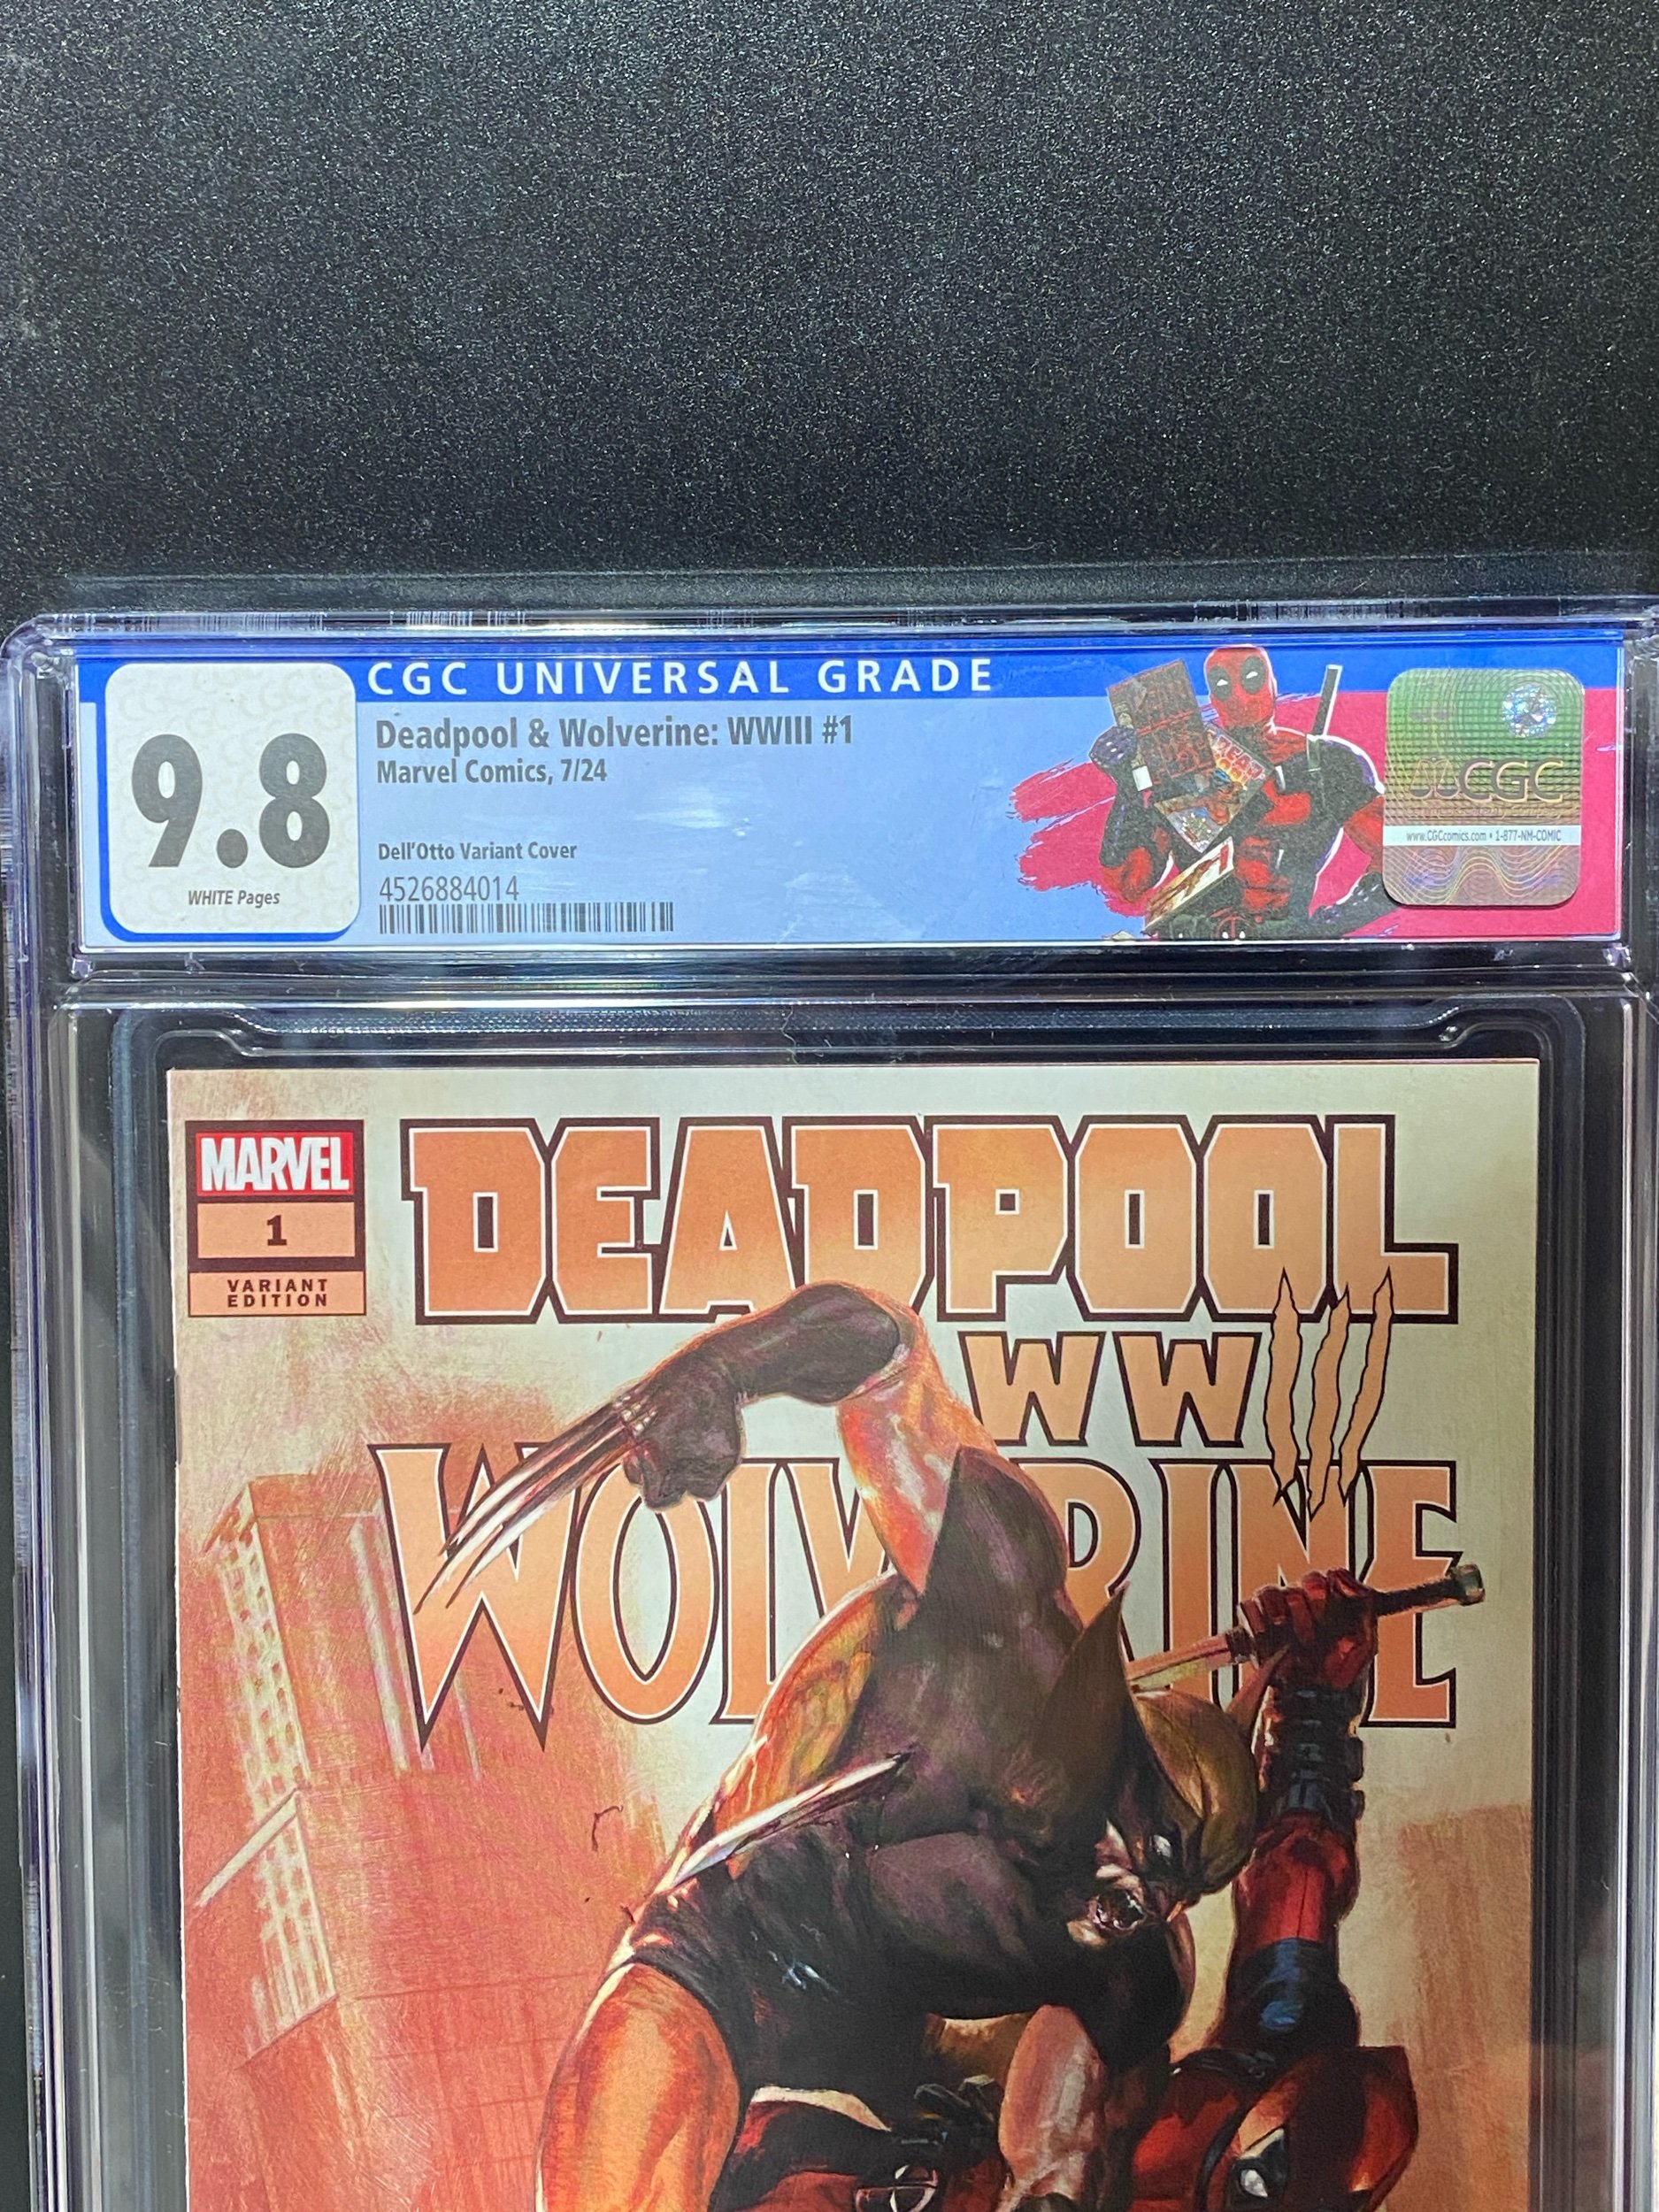 CGC UNIVERSAL GRADE
9.8
WHITE Pages
Deadpool & Wolverine: WWIII #1
Marvel Comics, 7/24
Dell'Otto Variant Cover
4526884014
CGC
www.CGCcomics.com • 1-877-NM-COMIC
MARVEL
1
VARIANT
EDITION
DEADPOOL
WWIII
WOLVERINE